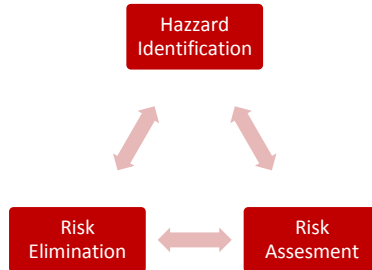 Hazzard
Identification
Risk
Elimination
Risk
Assesment